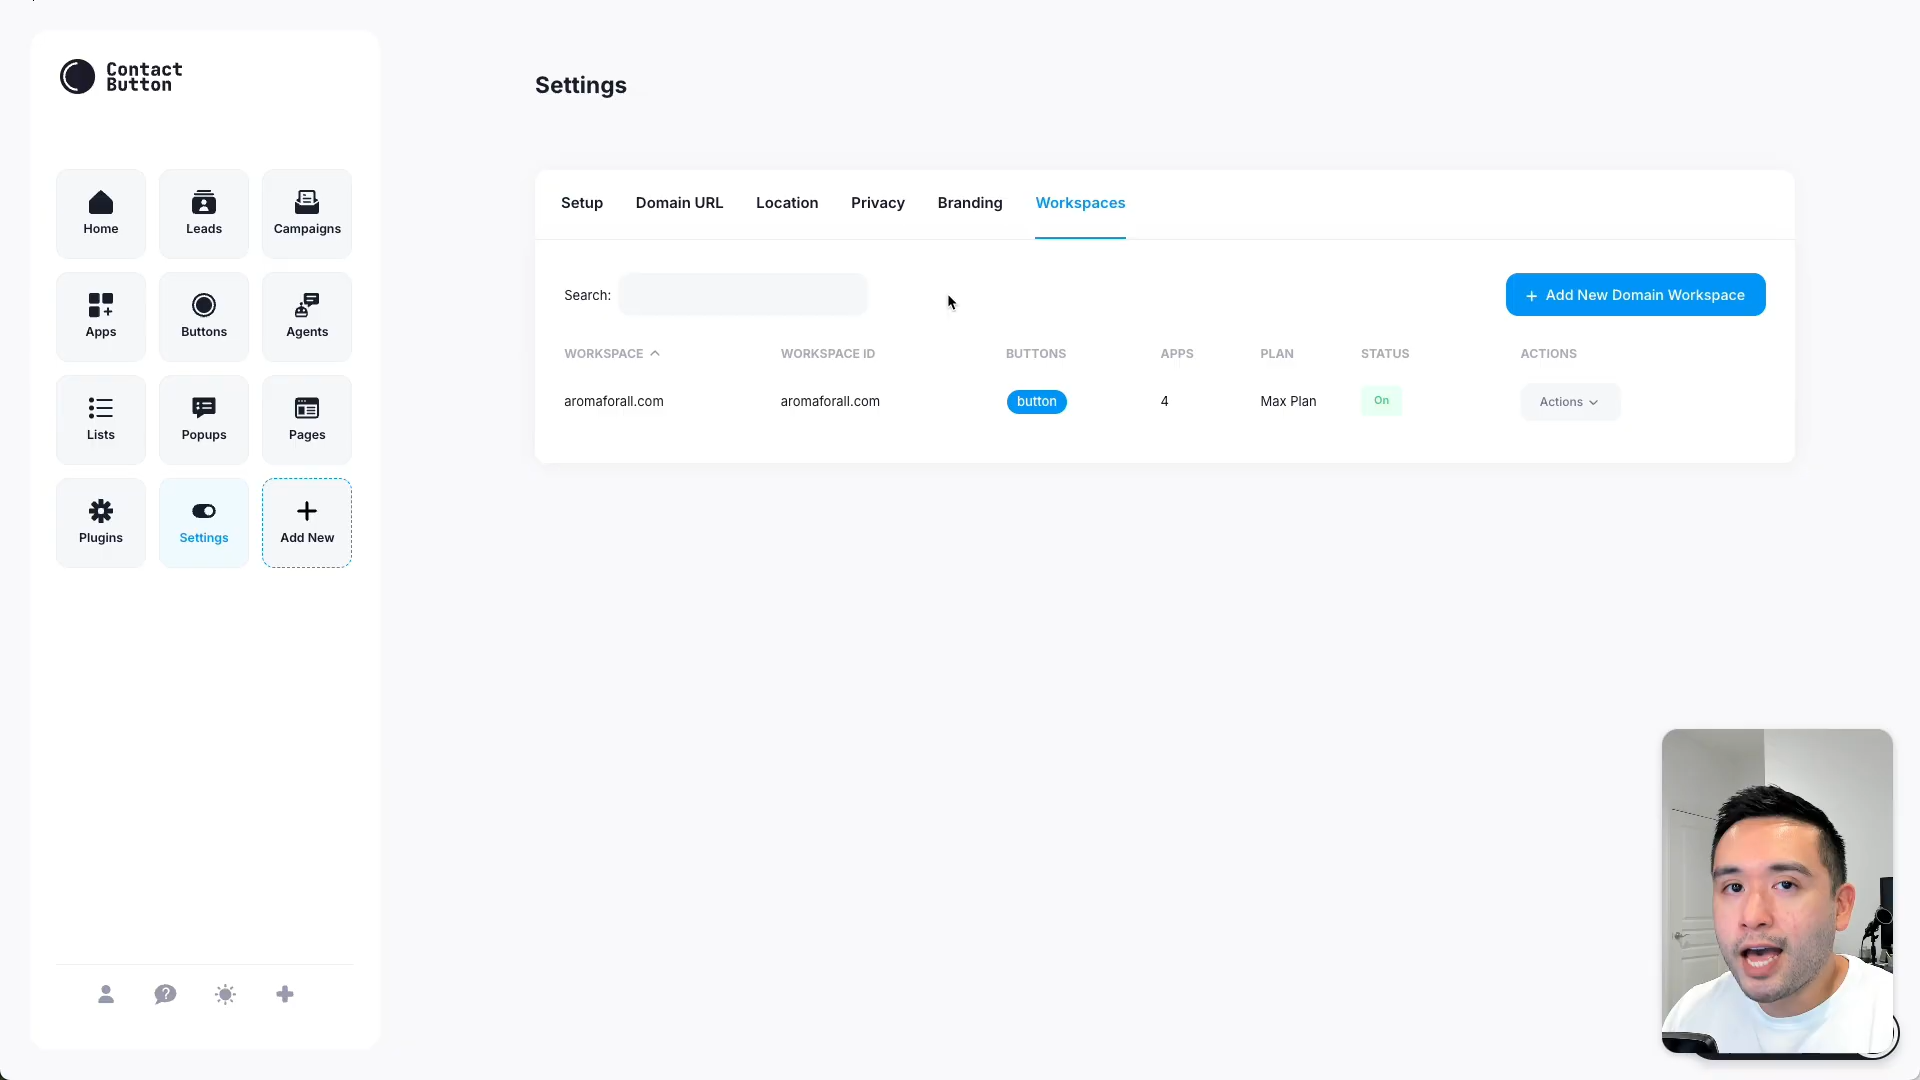 Contact
Button
Home
Leads
Campaigns
Apps
Buttons
Agents
Lists
Popups
Pages
Plugins
Settings
Add New
Settings
Setup
Domain URL
Location
Privacy
Branding
Workspaces
Search:
+ Add New Domain Workspace
WORKSPACE
WORKSPACE ID
BUTTONS
APPS
PLAN
STATUS
ACTIONS
aromaforall.com
aromaforall.com
button
4
Max Plan
On
Actions